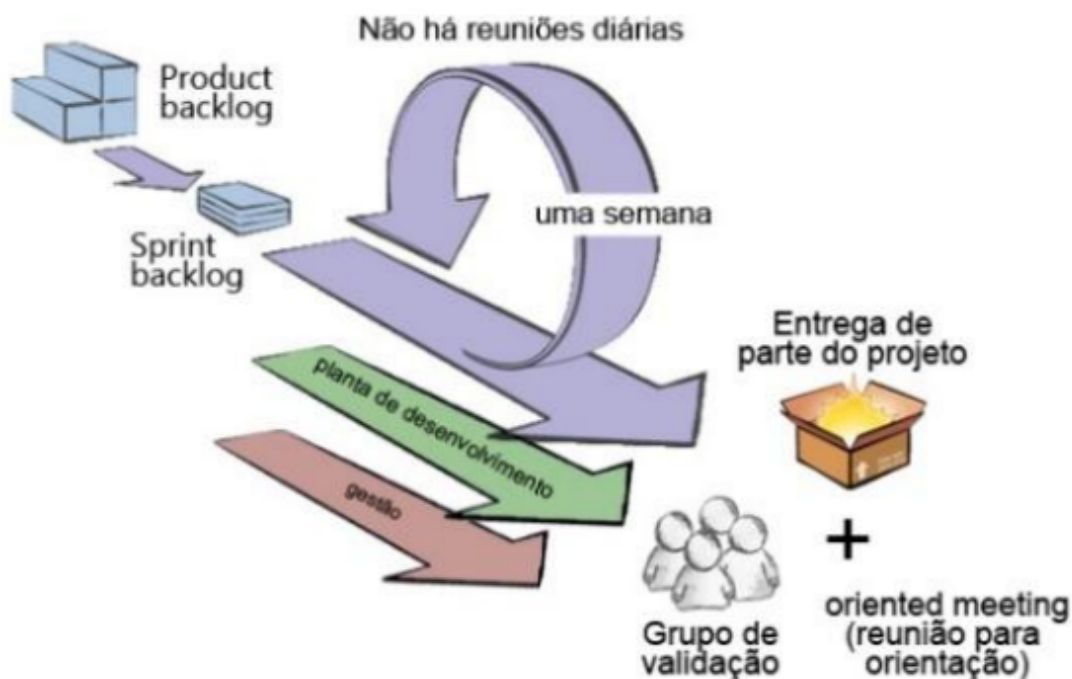 Não há reuniões diárias
Product
backlog
uma semana
Sprint
backlog
Entrega de
parte do projeto
planta de desenvolvimento
gestão
+
Grupo de
validação
oriented meeting
(reunião para
orientação)